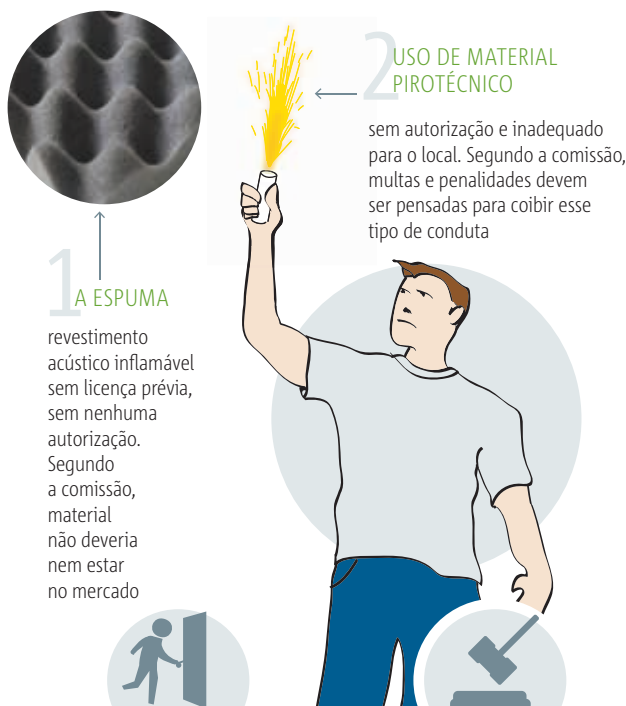 1
A ESPUMA
revestimento
acústico inflamável
sem licença prévia,
sem nenhuma
autorização.
Segundo
a comissão,
material
não deveria
nem estar
no mercado
2
USO DE MATERIAL
PIROTÉCNICO
sem autorização e inadequado
para o local. Segundo a comissão,
multas e penalidades devem
ser pensadas para coibir esse
tipo de conduta